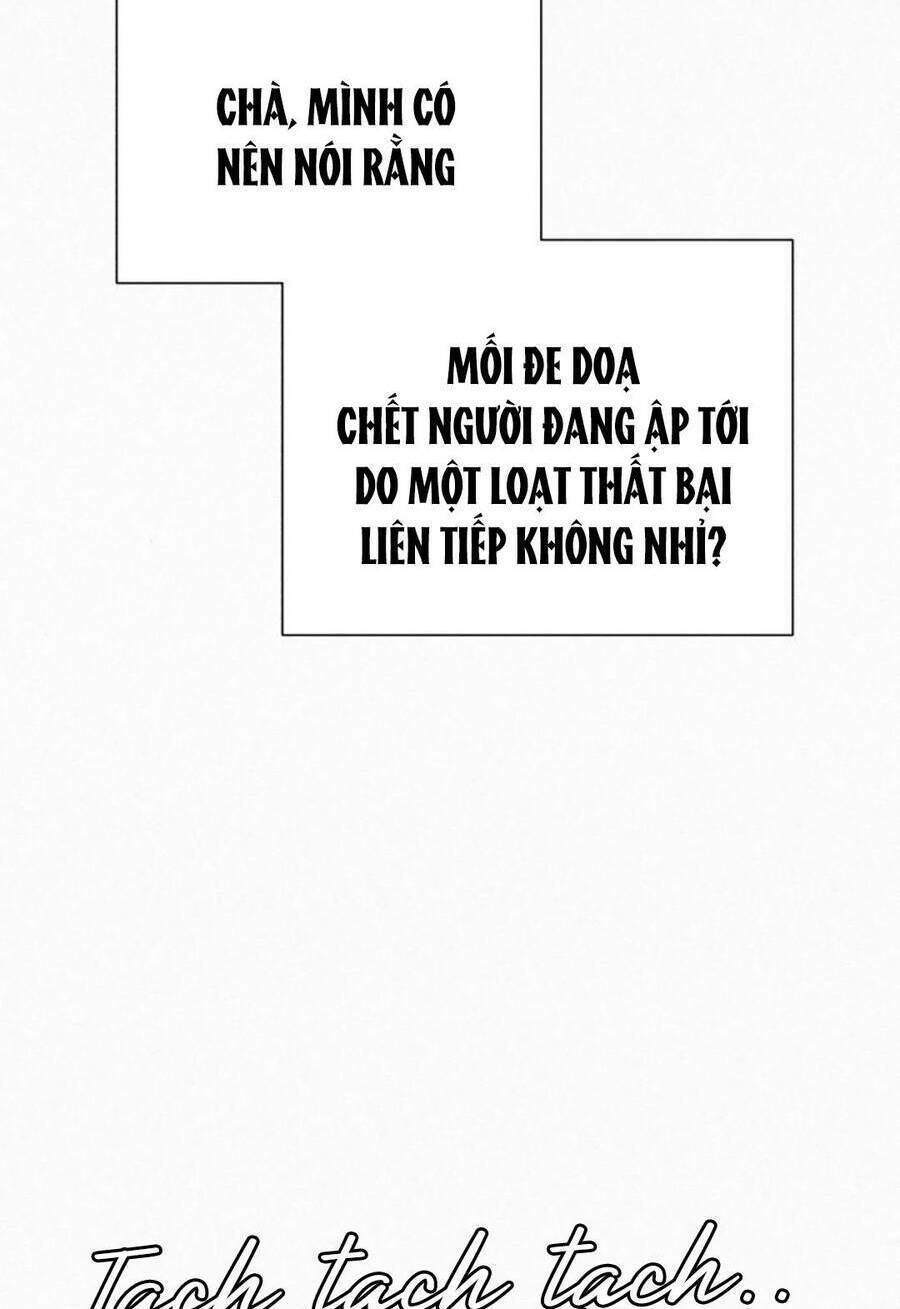 CHÀ, MÌNH CÓ
NÊN NÓI RẰNG
MỐI ĐE DOẠ
CHẾT NGƯỜI ĐANG ẬP TỚI
DO MỘT LOẠT THẤT BẠI
LIÊN TIẾP KHÔNG NHỈ?
Tach tach tach..